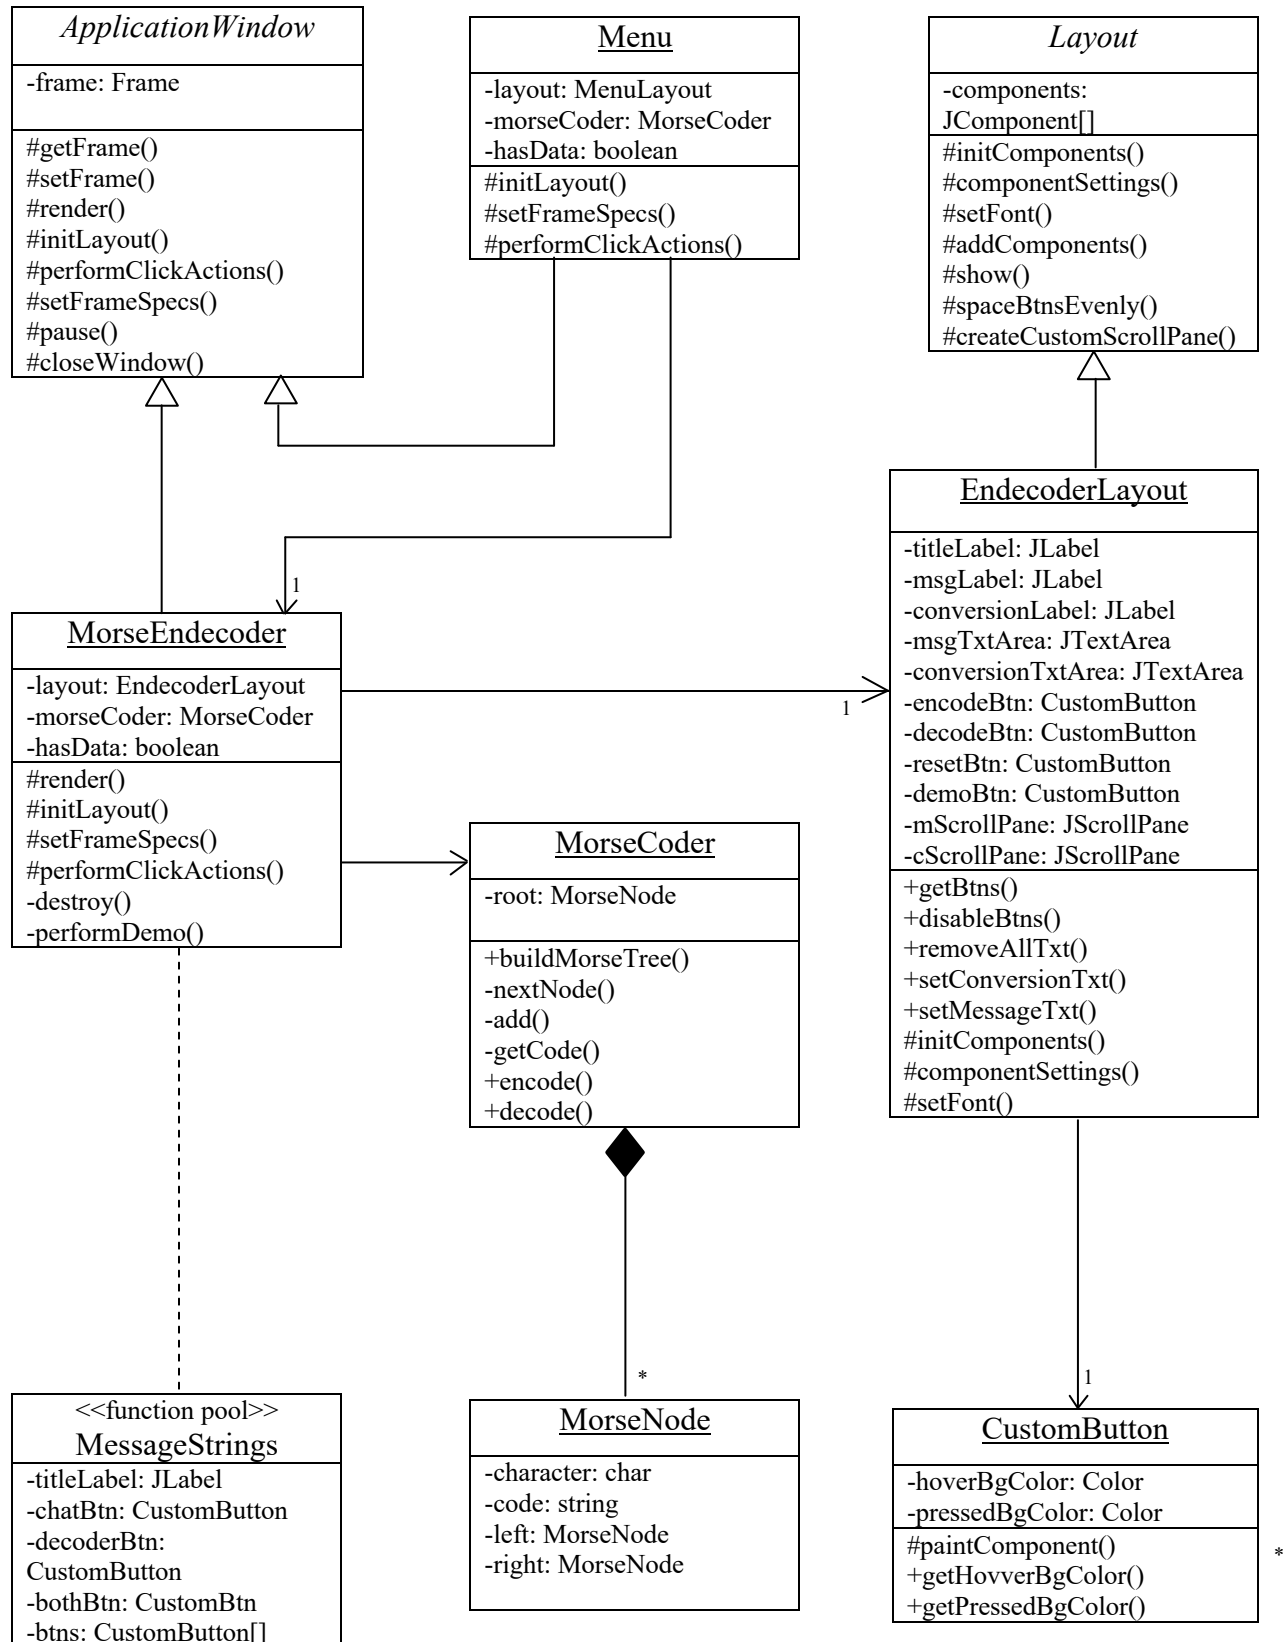 ApplicationWindow
-frame: Frame
#getFrame()
#setFrame()
#render()
#initLayout()
#performClickActions()
#setFrameSpecs()
#pause()
#closeWindow()
Menu
-layout: MenuLayout
-morseCoder: MorseCoder
-hasData: boolean
#initLayout()
#setFrameSpecs()
#performClickActions()
Layout
-components:
JComponent[]
#initComponents()
#componentSettings()
#setFont()
#addComponents()
#show()
#spaceBtnsEvenly()
#createCustomScrollPane()
1
MorseEndecoder
-layout: EndecoderLayout
-morseCoder: MorseCoder
-hasData: boolean
#render()
#initLayout()
#setFrameSpecs()
#performClickActions()
-destroy()
-performDemo()
1
EndecoderLayout
-titleLabel: JLabel
-msgLabel: JLabel
-conversionLabel: JLabel
-msgTxtArea: JTextArea
-conversionTxtArea: JTextArea
-encodeBtn: CustomButton
-decodeBtn: CustomButton
-resetBtn: CustomButton
-demoBtn: CustomButton
-mScrollPane: JScrollPane
-cScrollPane: JScrollPane
+getBtns()
+disableBtns()
+removeAllTxt()
+setConversionTxt()
+setMessageTxt()
#initComponents()
#componentSettings()
#setFont()
MorseCoder
-root: MorseNode
+buildMorseTree()
-nextNode()
-add()
-getCode()
+encode()
+decode()
*
1
<<function pool>>
MessageStrings
-titleLabel: JLabel
-chatBtn: CustomButton
-decoderBtn:
CustomButton
-bothBtn: CustomBtn
-btns: CustomButton[]
MorseNode
-character: char
-code: string
-left: MorseNode
-right: MorseNode
CustomButton
-hoverBgColor: Color
-pressedBgColor: Color
#paintComponent()
+getHovverBgColor()
+getPressedBgColor()
*